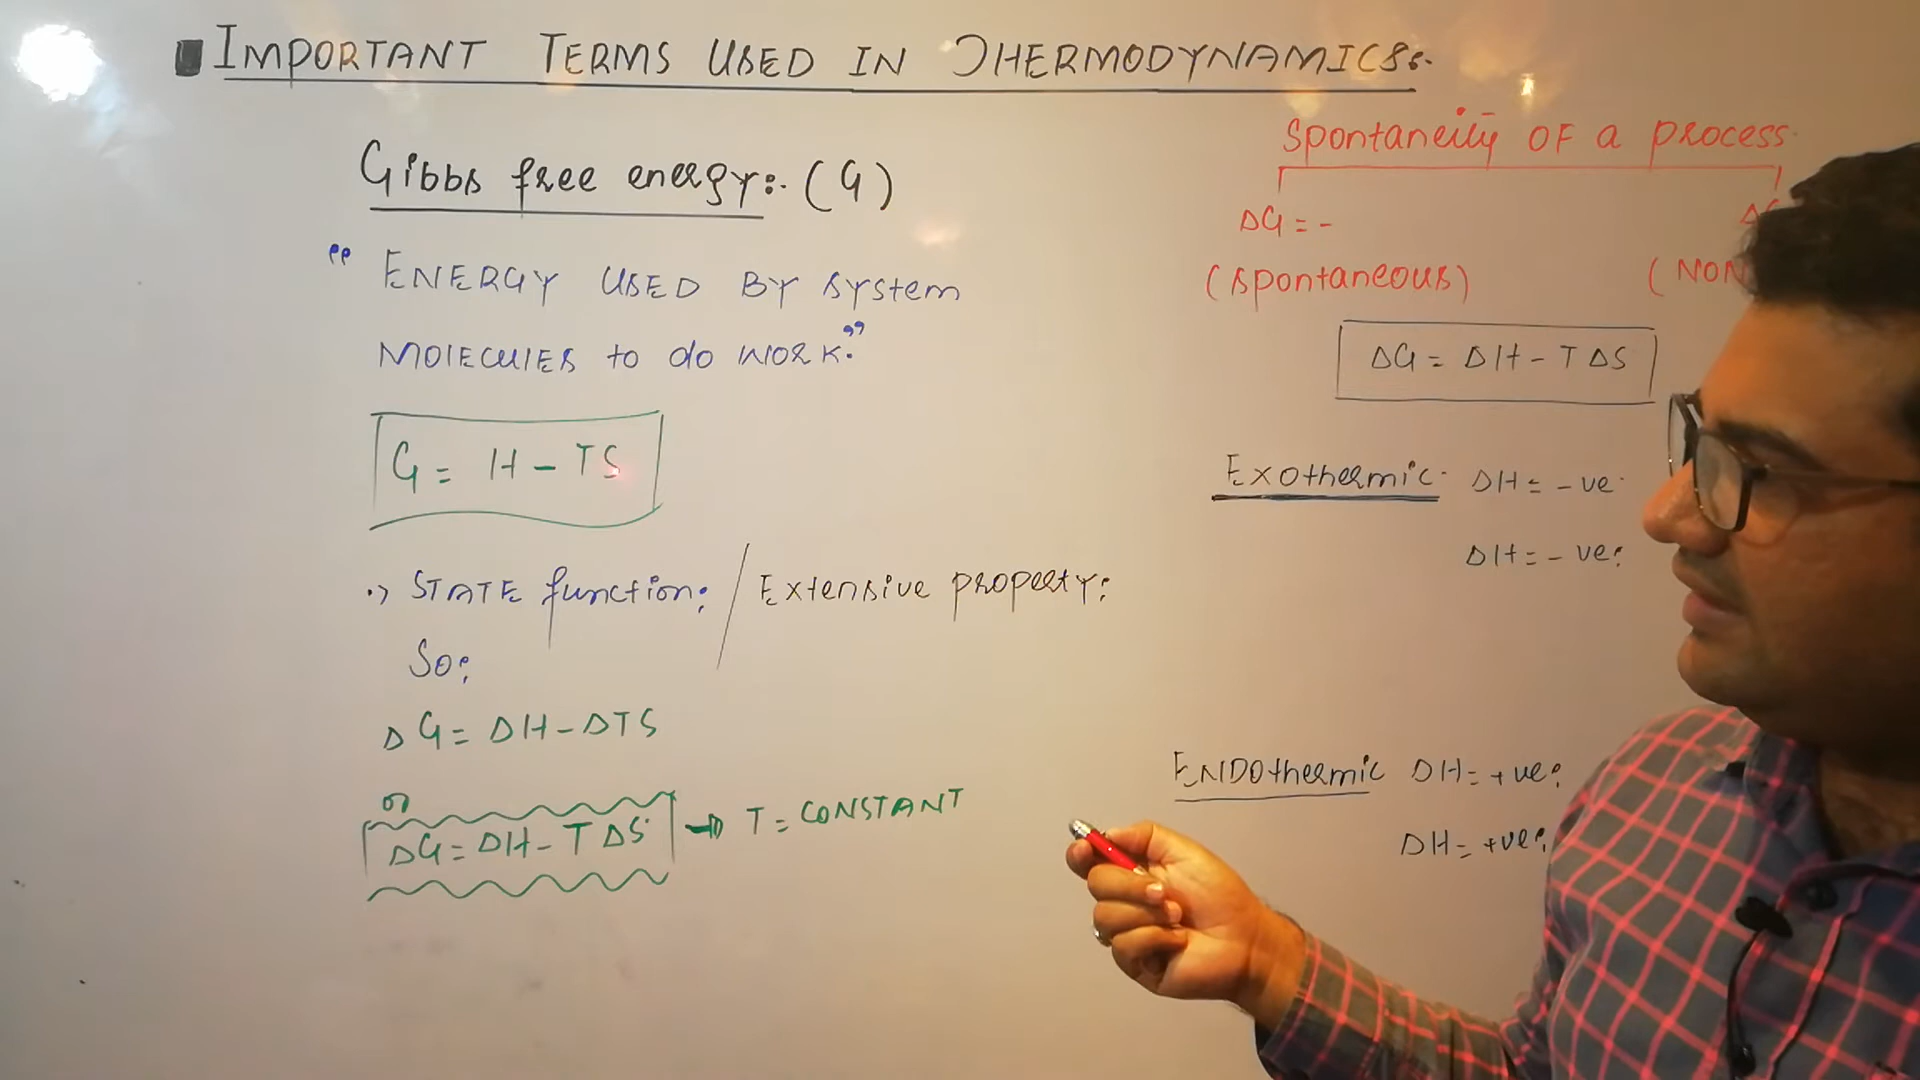 IMPORTANT TERMS USED IN THERMODYNAMICS:.
Gibbs free energy:. (G)
" ENERGY USED BY System
MOLECULES to do WORK."
G = H - TS
.> STATE function; / Extensive property:
So:
ΔG = ΔH - ΔTS
or
ΔG = ΔH - TΔS → T = CONSTANT
Spontaneity OF a process.
ΔG = -
(spontaneous)
(NON
ΔG = ΔH - TΔS
Exothermic. ΔH = -ve.
ΔH = -ve:
ENDOthermic ΔH = +ve:
ΔH = +ve: